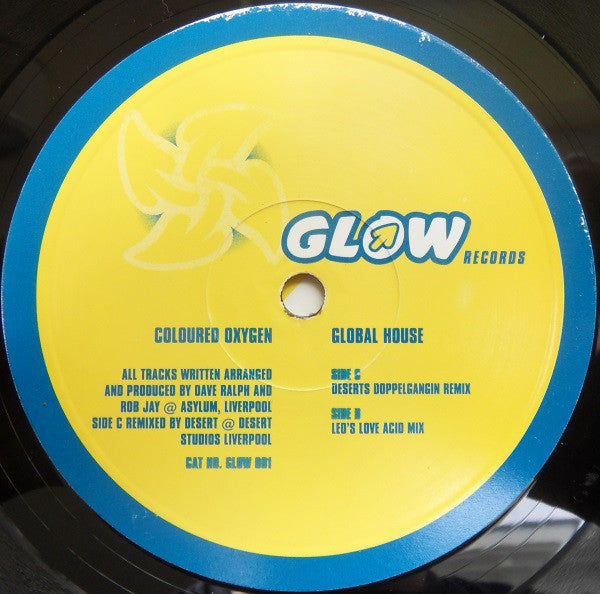 GLOW
RECORDS
COLOURED OXYGEN
ALL TRACKS WRITTEN ARRANGED
AND PRODUCED BY DAVE RALPH AND
ROB JAY @ ASYLUM, LIVERPOOL
SIDE C REMIXED BY DESERT @ DESERT
STUDIOS LIVERPOOL
CAT NR. GLOW 001
GLOBAL HOUSE
SIDE C
DESERTS DOPPELGANGIN REMIX
SIDE D
LEO'S LOVE ACID MIX